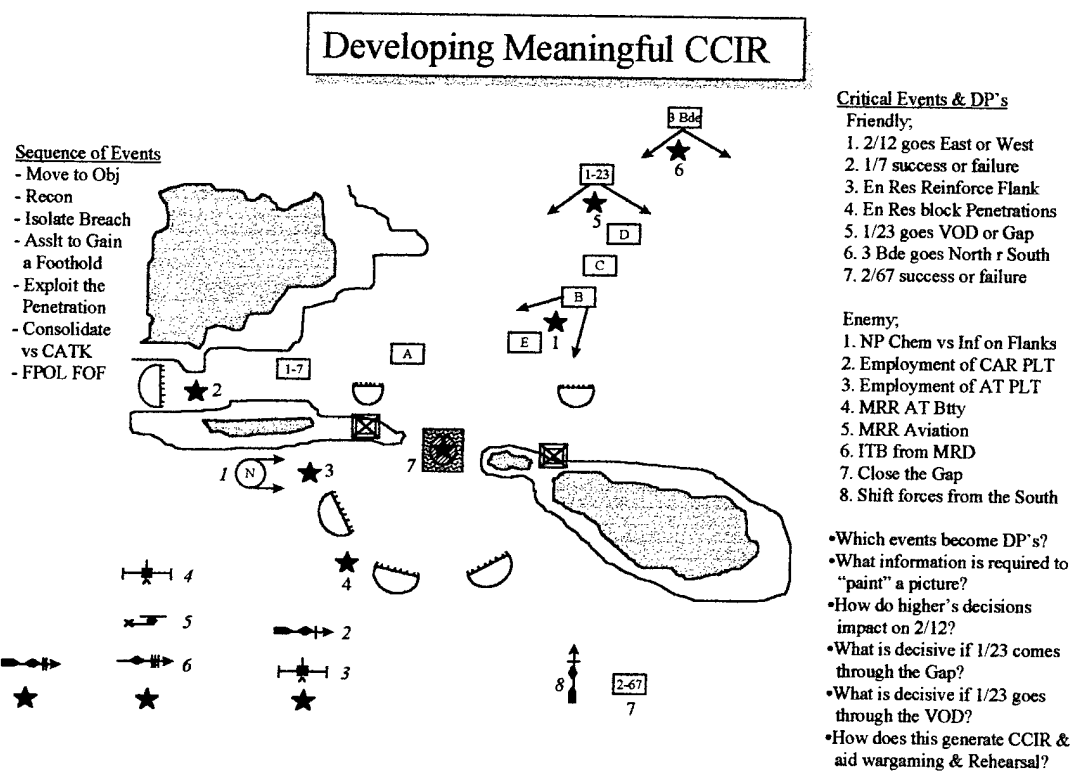 Developing Meaningful CCIR
Sequence of Events
- Move to Obj
- Recon
- Isolate Breach
- Asslt to Gain
a Foothold
- Exploit the
Penetration
- Consolidate
vs CATK
- FPOL FOF
3 Bde
6
1-23
5
D
C
B
E
1
A
1-7
2
7
1
N
3
4
4
5
2
6
3
8
2-67
7
Critical Events & DP's
Friendly;
1. 2/12 goes East or West
2. 1/7 success or failure
3. En Res Reinforce Flank
4. En Res block Penetrations
5. 1/23 goes VOD or Gap
6. 3 Bde goes North r South
7. 2/67 success or failure
Enemy;
1. NP Chem vs Inf on Flanks
2. Employment of CAR PLT
3. Employment of AT PLT
4. MRR AT Btty
5. MRR Aviation
6. ITB from MRD
7. Close the Gap
8. Shift forces from the South
•Which events become DP's?
•What information is required to
"paint" a picture?
•How do higher's decisions
impact on 2/12?
•What is decisive if 1/23 comes
through the Gap?
•What is decisive if 1/23 goes
through the VOD?
•How does this generate CCIR &
aid wargaming & Rehearsal?